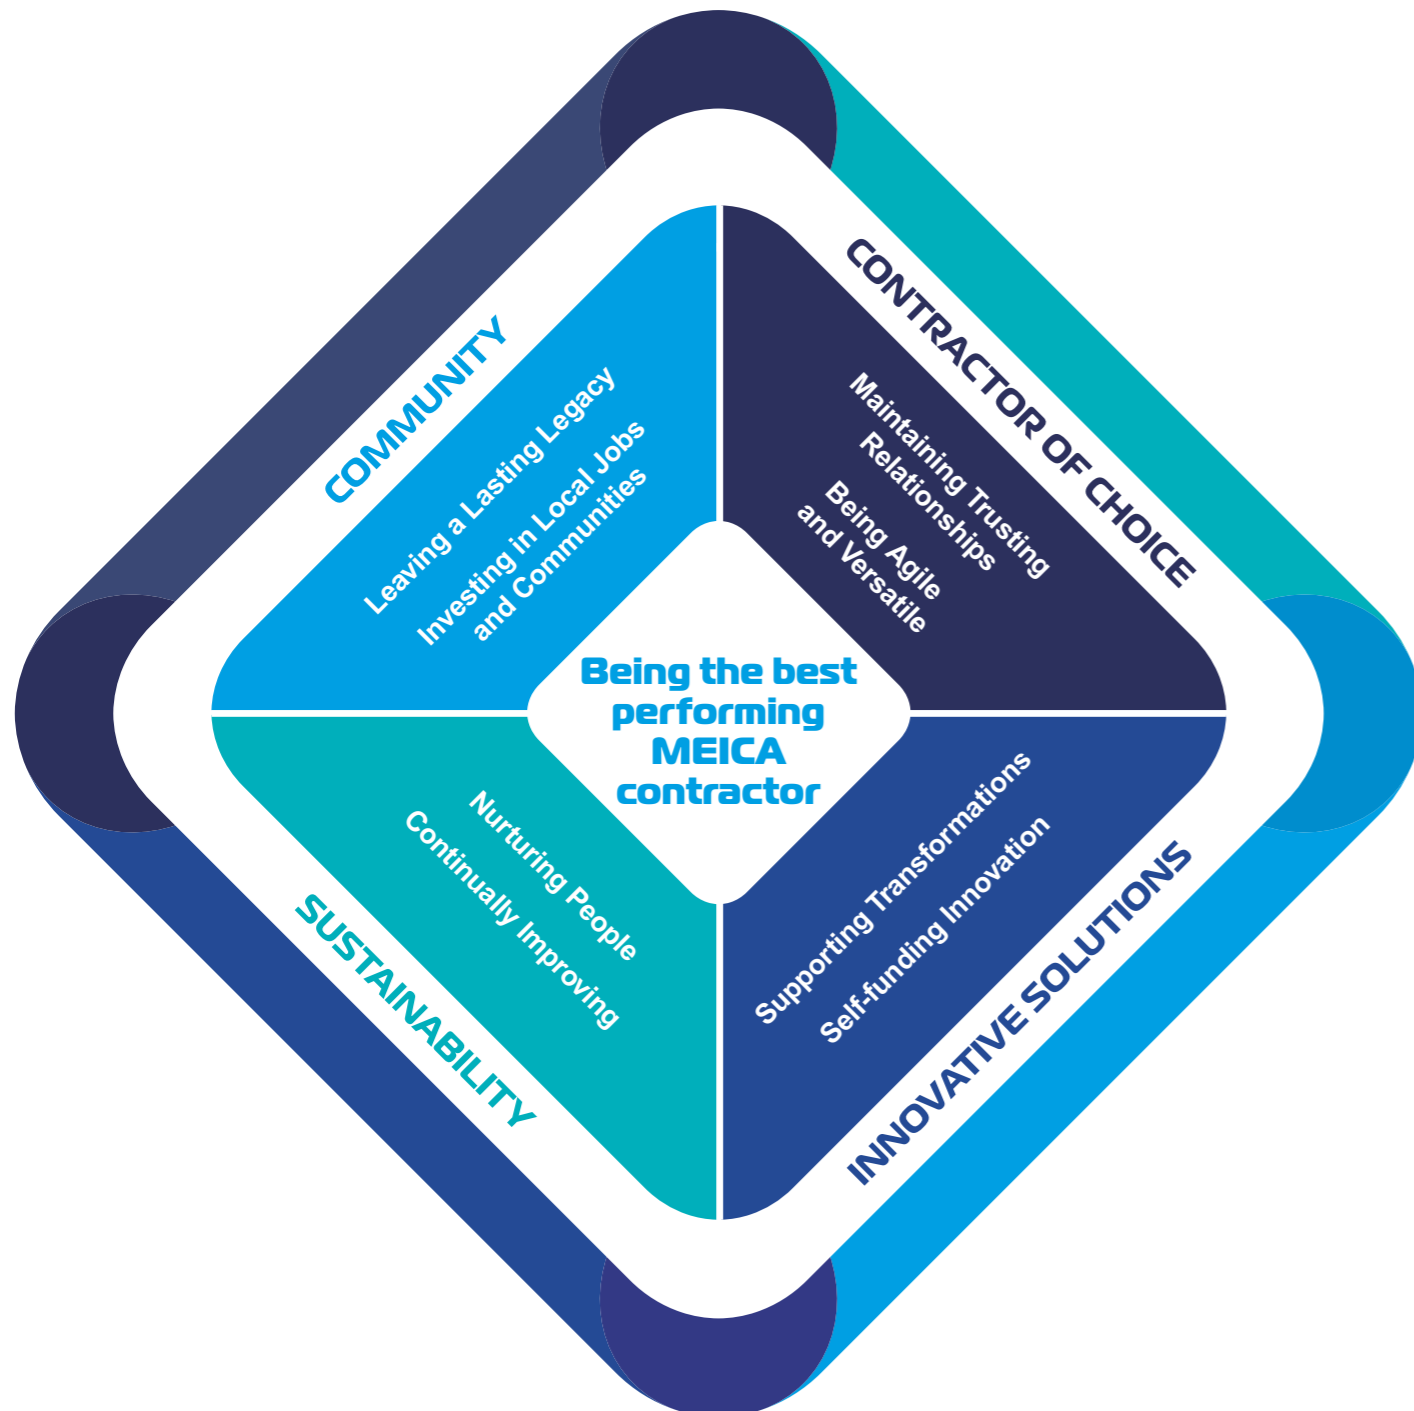 COMMUNITY
Leaving a Lasting Legacy
Investing in Local Jobs
and Communities
CONTRACTOR OF CHOICE
Maintaining Trusting
Relationships
Being Agile
and Versatile
Being the best
performing
MEICA
contractor
SUSTAINABILITY
Nurturing People
Continually Improving
INNOVATIVE SOLUTIONS
Supporting Transformations
Self-funding Innovation